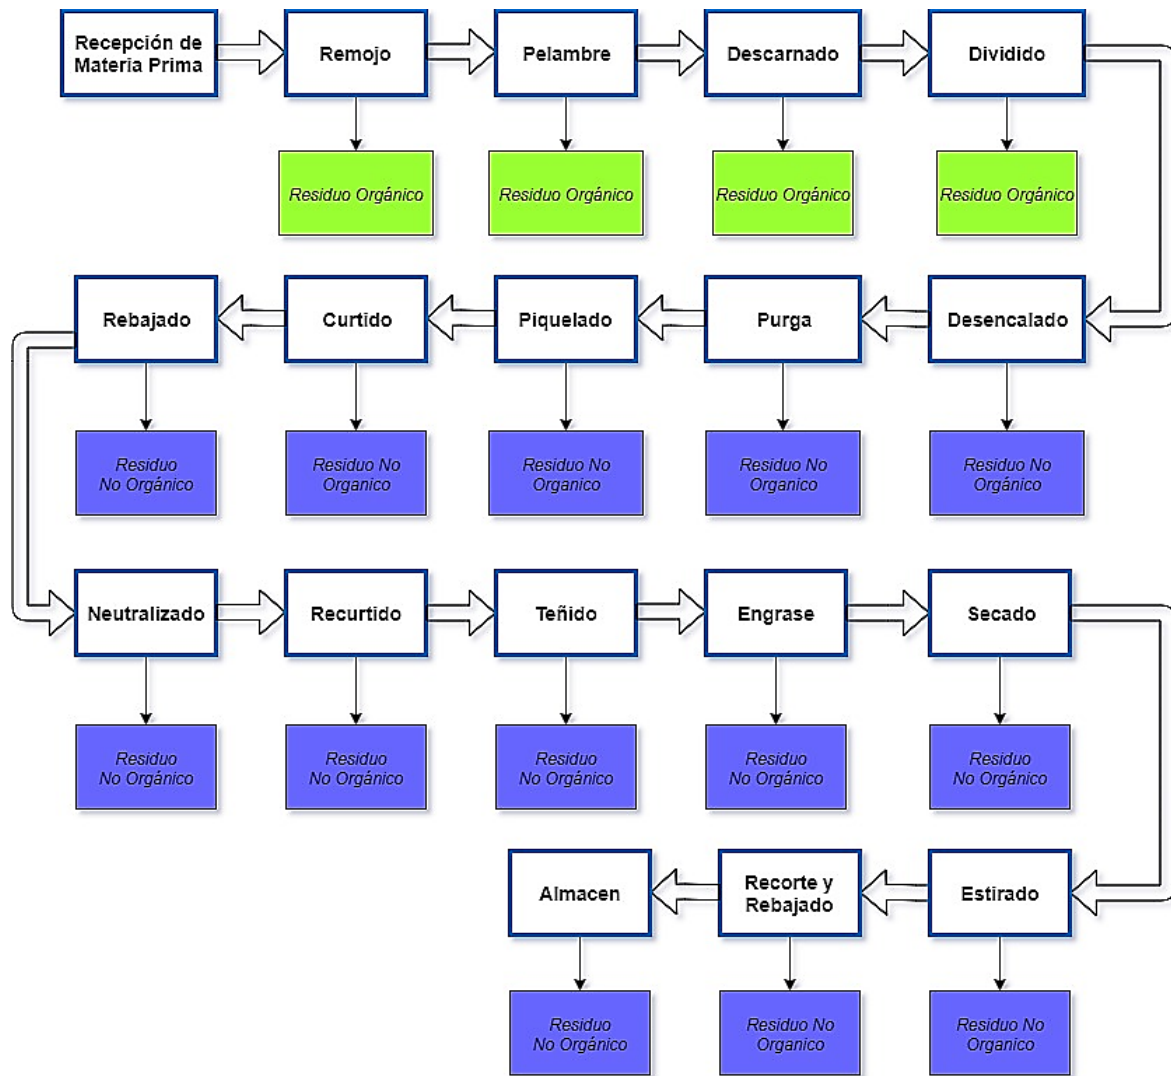 Recepción de
Materia Prima
Remojo
Pelambre
Descarnado
Dividido
Residuo Orgánico
Residuo Orgánico
Residuo Orgánico
Residuo Orgánico
Rebajado
Curtido
Piquelado
Purga
Desencalado
Residuo
No Orgánico
Residuo No
Organico
Residuo No
Organico
Residuo No
Orgánico
Residuo No
Orgánico
Neutralizado
Recurtido
Teñido
Engrase
Secado
Residuo
No Orgánico
Residuo
No Orgánico
Residuo
No Orgánico
Residuo
No Orgánico
Residuo
No Orgánico
Almacen
Recorte y
Rebajado
Estirado
Residuo
No Orgánico
Residuo No
Organico
Residuo No
Organico